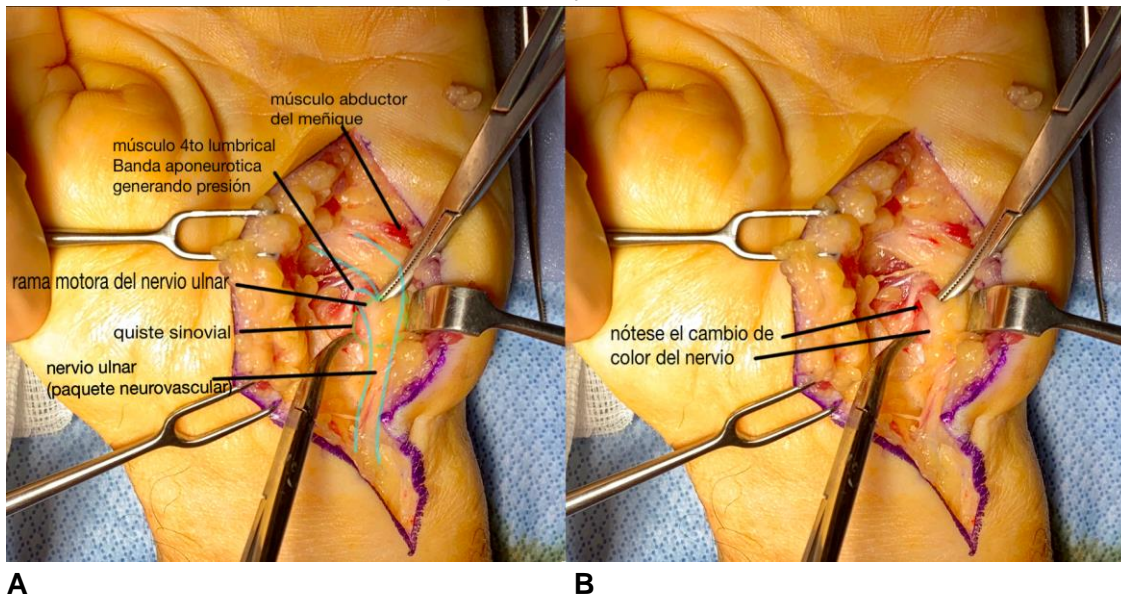 músculo abductor
del meñique
músculo 4to lumbrical
Banda aponeurotica
generando presión
rama motora del nervio ulnar
quiste sinovial
nervio ulnar
(paquete neurovascular)
nótese el cambio de
color del nervio
A
B